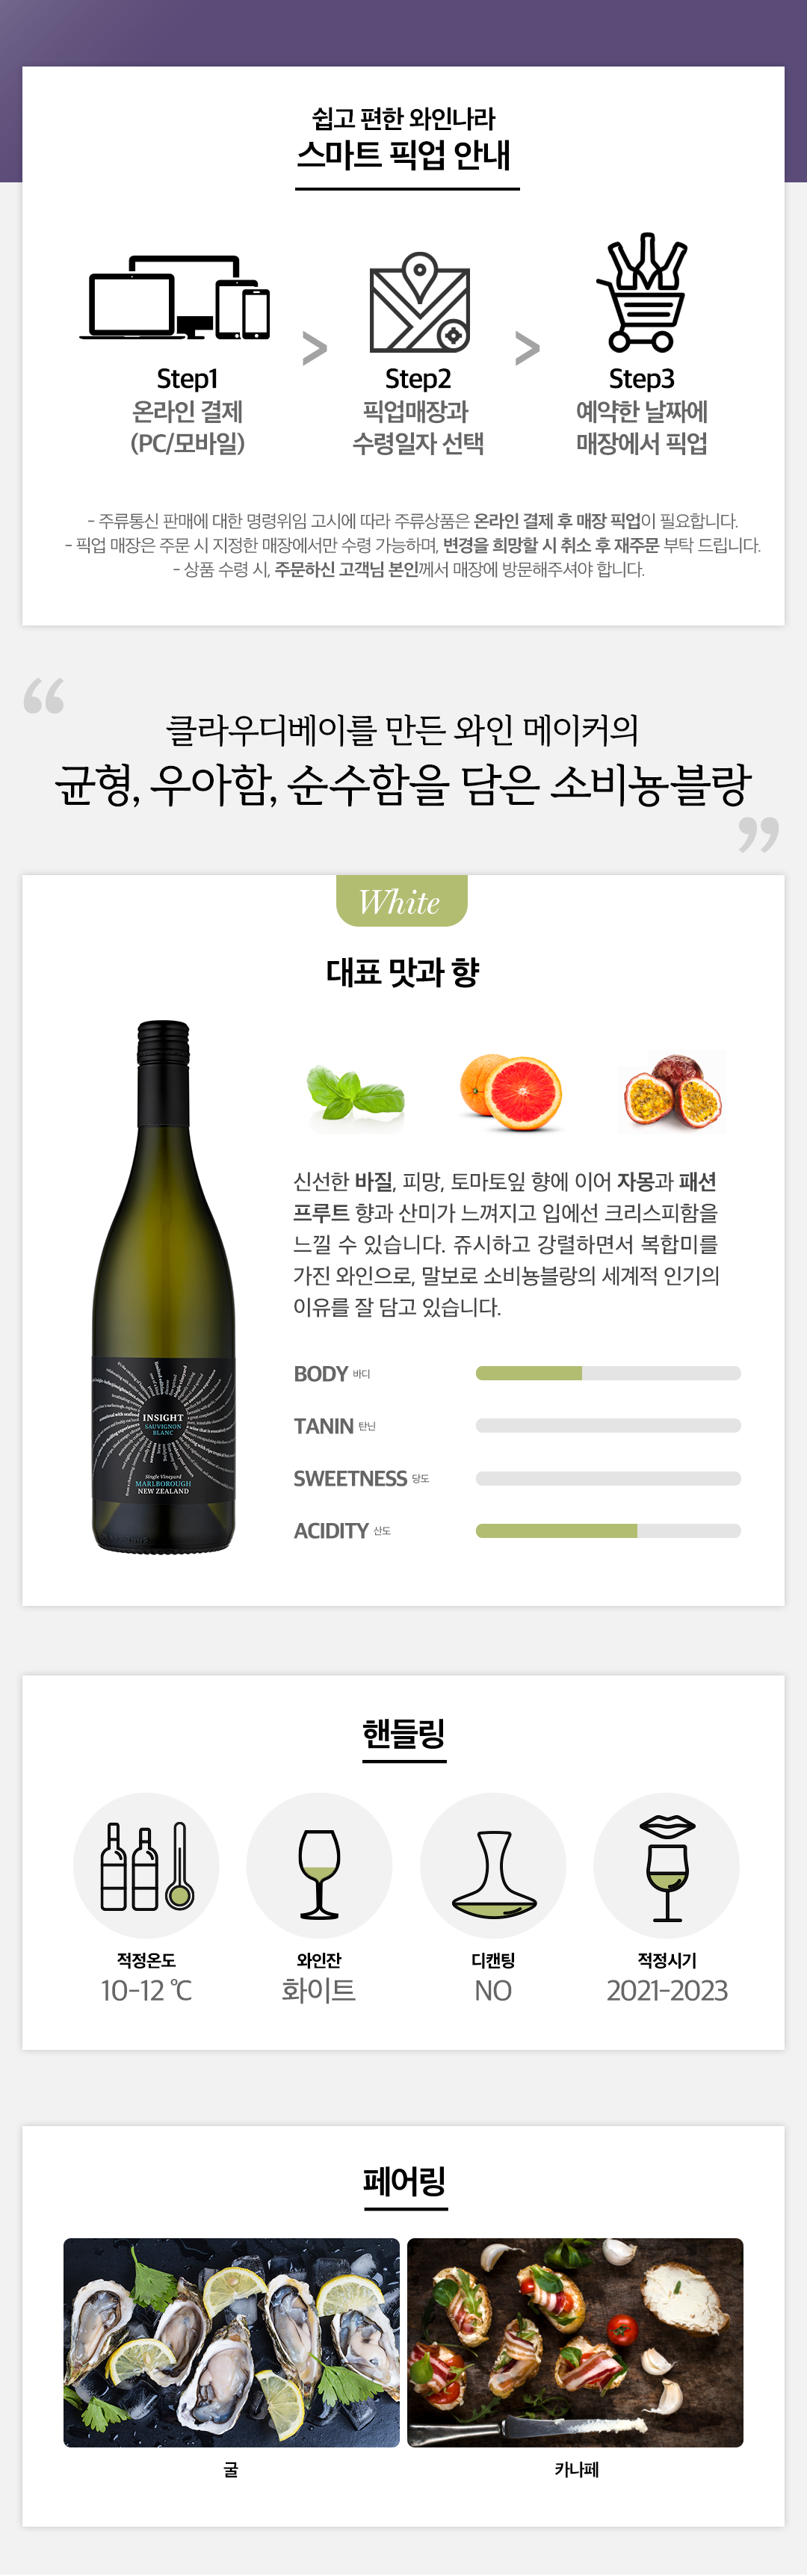 쉽고 편한 와인나라
스마트 픽업 안내
Step1
온라인 결제
(PC/모바일)
>
Step2
픽업매장과
수령일자 선택
>
Step3
예약한 날짜에
매장에서 픽업
- 주류통신 판매에 대한 명령위임 고시에 따라 주류상품은 온라인 결제 후 매장 픽업이 필요합니다.
- 픽업 매장은 주문 시 지정한 매장에서만 수령 가능하며, 변경을 희망할 시 취소 후 재주문 부탁 드립니다.
- 상품 수령 시, 주문하신 고객님 본인께서 매장에 방문해주셔야 합니다.
“
클라우디베이를 만든 와인 메이커의
균형, 우아함, 순수함을 담은 소비뇽블랑
”
White
대표 맛과 향
신선한 바질, 피망, 토마토잎 향에 이어 자몽과 패션
프루트 향과 산미가 느껴지고 입에선 크리스피함을
느낄 수 있습니다. 쥬시하고 강렬하면서 복합미를
가진 와인으로, 말보로 소비뇽블랑의 세계적 인기의
이유를 잘 담고 있습니다.
INSIGHT
SAUVIGNON
BLANC
Single Vineyard
MARLBOROUGH
NEW ZEALAND
BODY 바디
TANIN 탄닌
SWEETNESS 당도
ACIDITY 산도
핸들링
적정온도
10-12 ℃
와인잔
화이트
디캔팅
NO
적정시기
2021-2023
페어링
굴
카나페